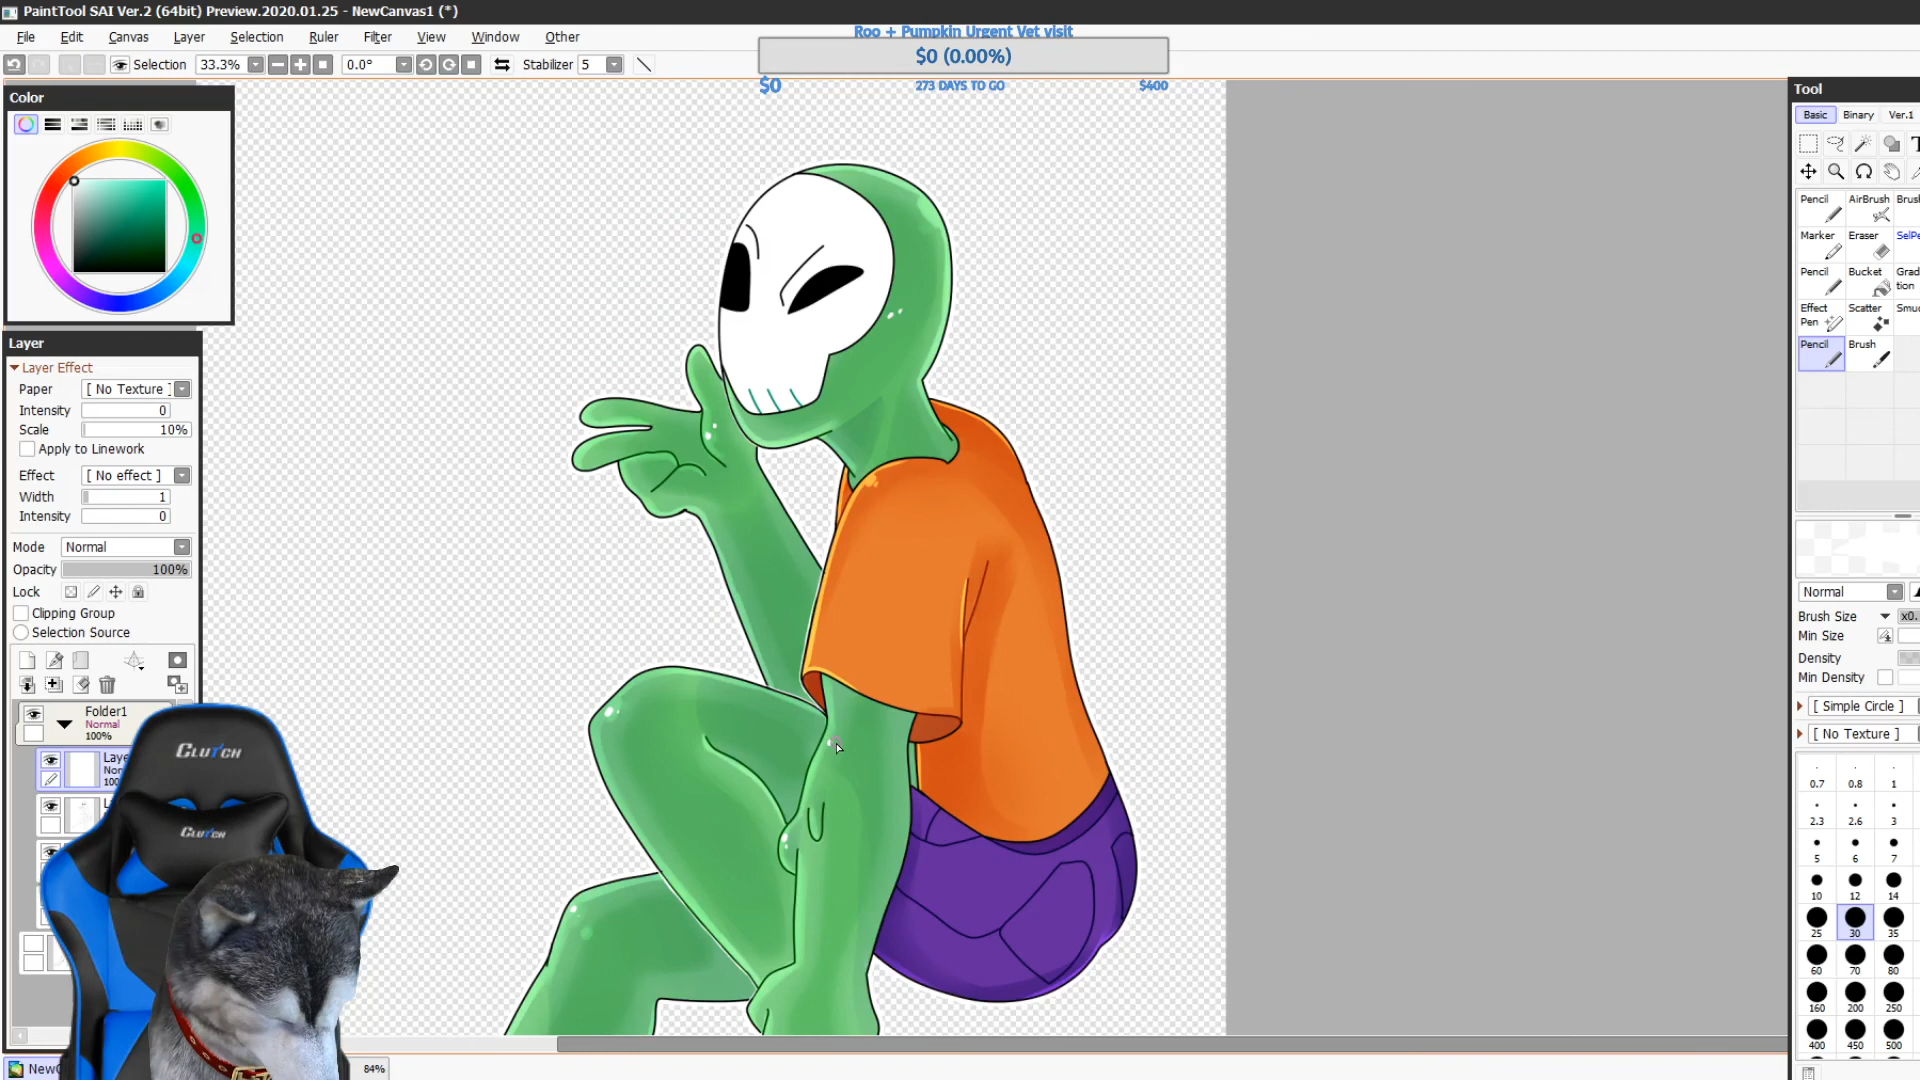 PaintTool SAI Ver.2 (64bit) Preview.2020.01.25 - NewCanvas1 (*)
File Edit Canvas Layer Selection Ruler Filter View Window Other
Roo + Pumpkin Urgent Vet visit
$0 (0.00%)
$0 273 DAYS TO GO $400
Selection 33.3% 0.0° Stabilizer 5
Color
Layer
Layer Effect
Paper [ No Texture ]
Intensity 0
Scale 10%
Apply to Linework
Effect [ No effect ]
Width 1
Intensity 0
Mode Normal
Opacity 100%
Lock
Clipping Group
Selection Source
Folder1
Normal
100%
CLUTCH
CLUTCH
84%
Tool
Basic Binary Ver.1
Pencil AirBrush
Marker Eraser
Pencil Bucket
Effect Pen Scatter
Pencil Brush
Normal
Brush Size
Min Size
Density
Min Density
[ Simple Circle ]
[ No Texture ]
0.7 0.8 1
2.3 2.6 3
5 6 7
10 12 14
25 30 35
60 70 80
160 200 250
400 450 500